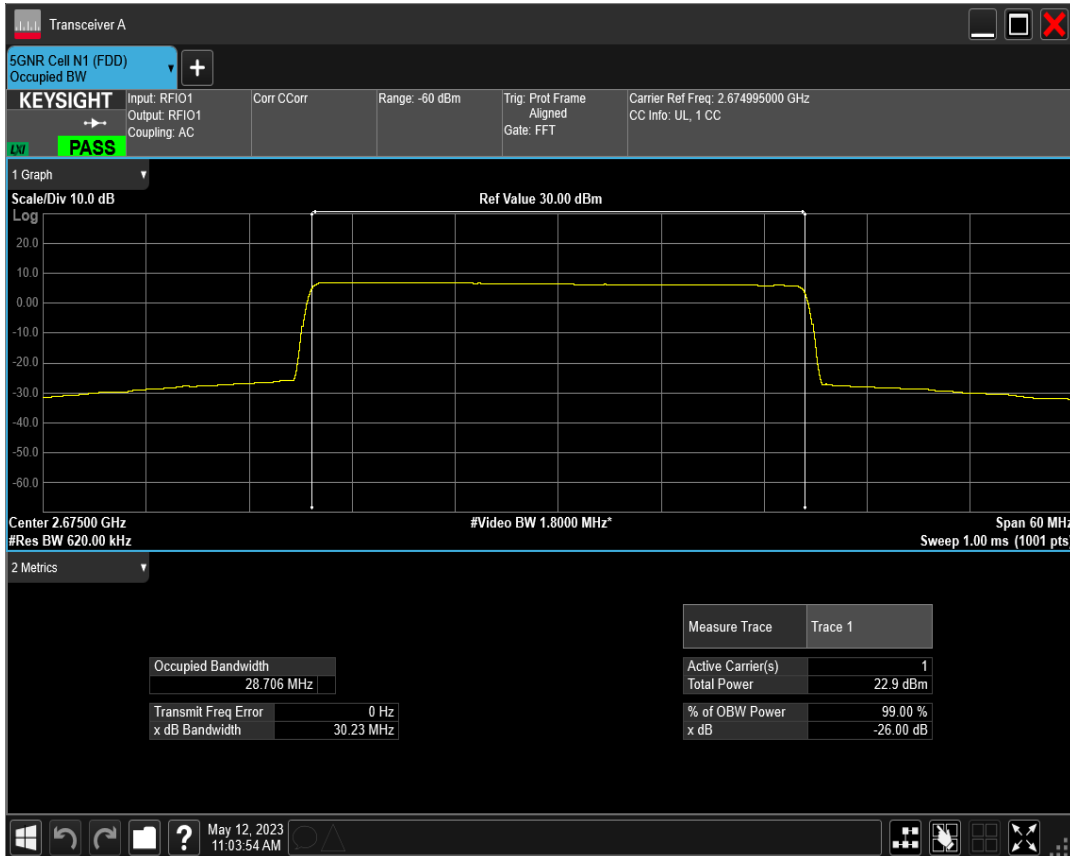 Transceiver A
5GNR Cell N1 (FDD)
Occupied BW
+
KEYSIGHT
LXI
PASS
Input: RFIO1
Output: RFIO1
Coupling: AC
Corr CCorr
Range: -60 dBm
Trig: Prot Frame
Aligned
Gate: FFT
Carrier Ref Freq: 2.674995000 GHz
CC Info: UL, 1 CC
1 Graph
Scale/Div 10.0 dB
Ref Value 30.00 dBm
Log
20.0
10.0
0.00
-10.0
-20.0
-30.0
-40.0
-50.0
-60.0
Center 2.67500 GHz
#Video BW 1.8000 MHz*
Span 60 MHz
#Res BW 620.00 kHz
Sweep 1.00 ms (1001 pts)
2 Metrics
Measure Trace Trace 1
Occupied Bandwidth
28.706 MHz
Active Carrier(s) 1
Total Power 22.9 dBm
Transmit Freq Error 0 Hz
x dB Bandwidth 30.23 MHz
% of OBW Power 99.00 %
x dB -26.00 dB
?
May 12, 2023
11:03:54 AM